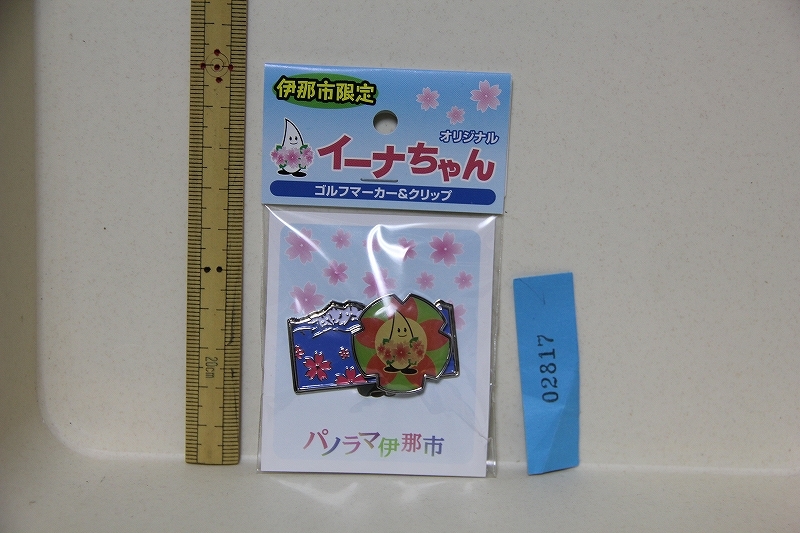 伊那市限定
オリジナル
イーナちゃん
ゴルフマーカー&クリップ
パノラマ伊那市
20cm
02817